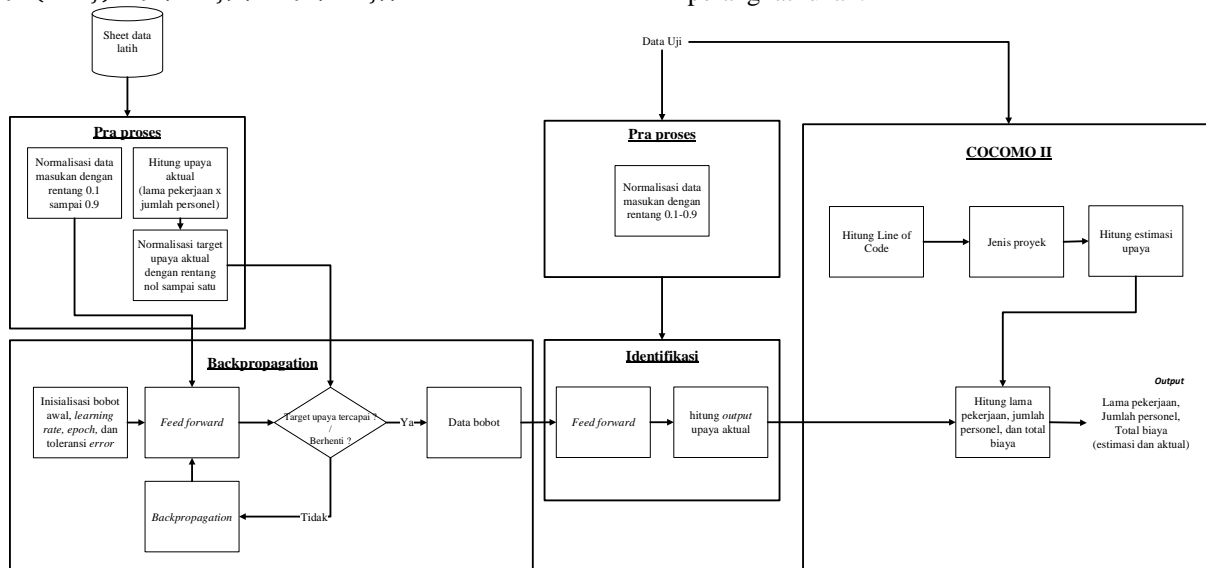 Sheet data
latih
Data Uji
Pra proses
Normalisasi data
masukan dengan
rentang 0.1
sampai 0.9
Hitung upaya
aktual
(lama pekerjaan x
jumlah personel)
Normalisasi target
upaya aktual
dengan rentang
nol sampai satu
Pra proses
Normalisasi data
masukan dengan
rentang 0.1-0.9
COCOMO II
Hitung Line of
Code
Jenis proyek
Hitung estimasi
upaya
Backpropagation
Inisialisasi bobot
awal, learning
rate, epoch, dan
toleransi error
Feed forward
Target upaya tercapai ?
/
Berhenti ?
Ya
Data bobot
Backpropagation
Tidak
Identifikasi
Feed forward
hitung output
upaya aktual
Hitung lama
pekerjaan, jumlah
personel, dan total
biaya
Output
Lama pekerjaan,
Jumlah personel,
Total biaya
(estimasi dan aktual)